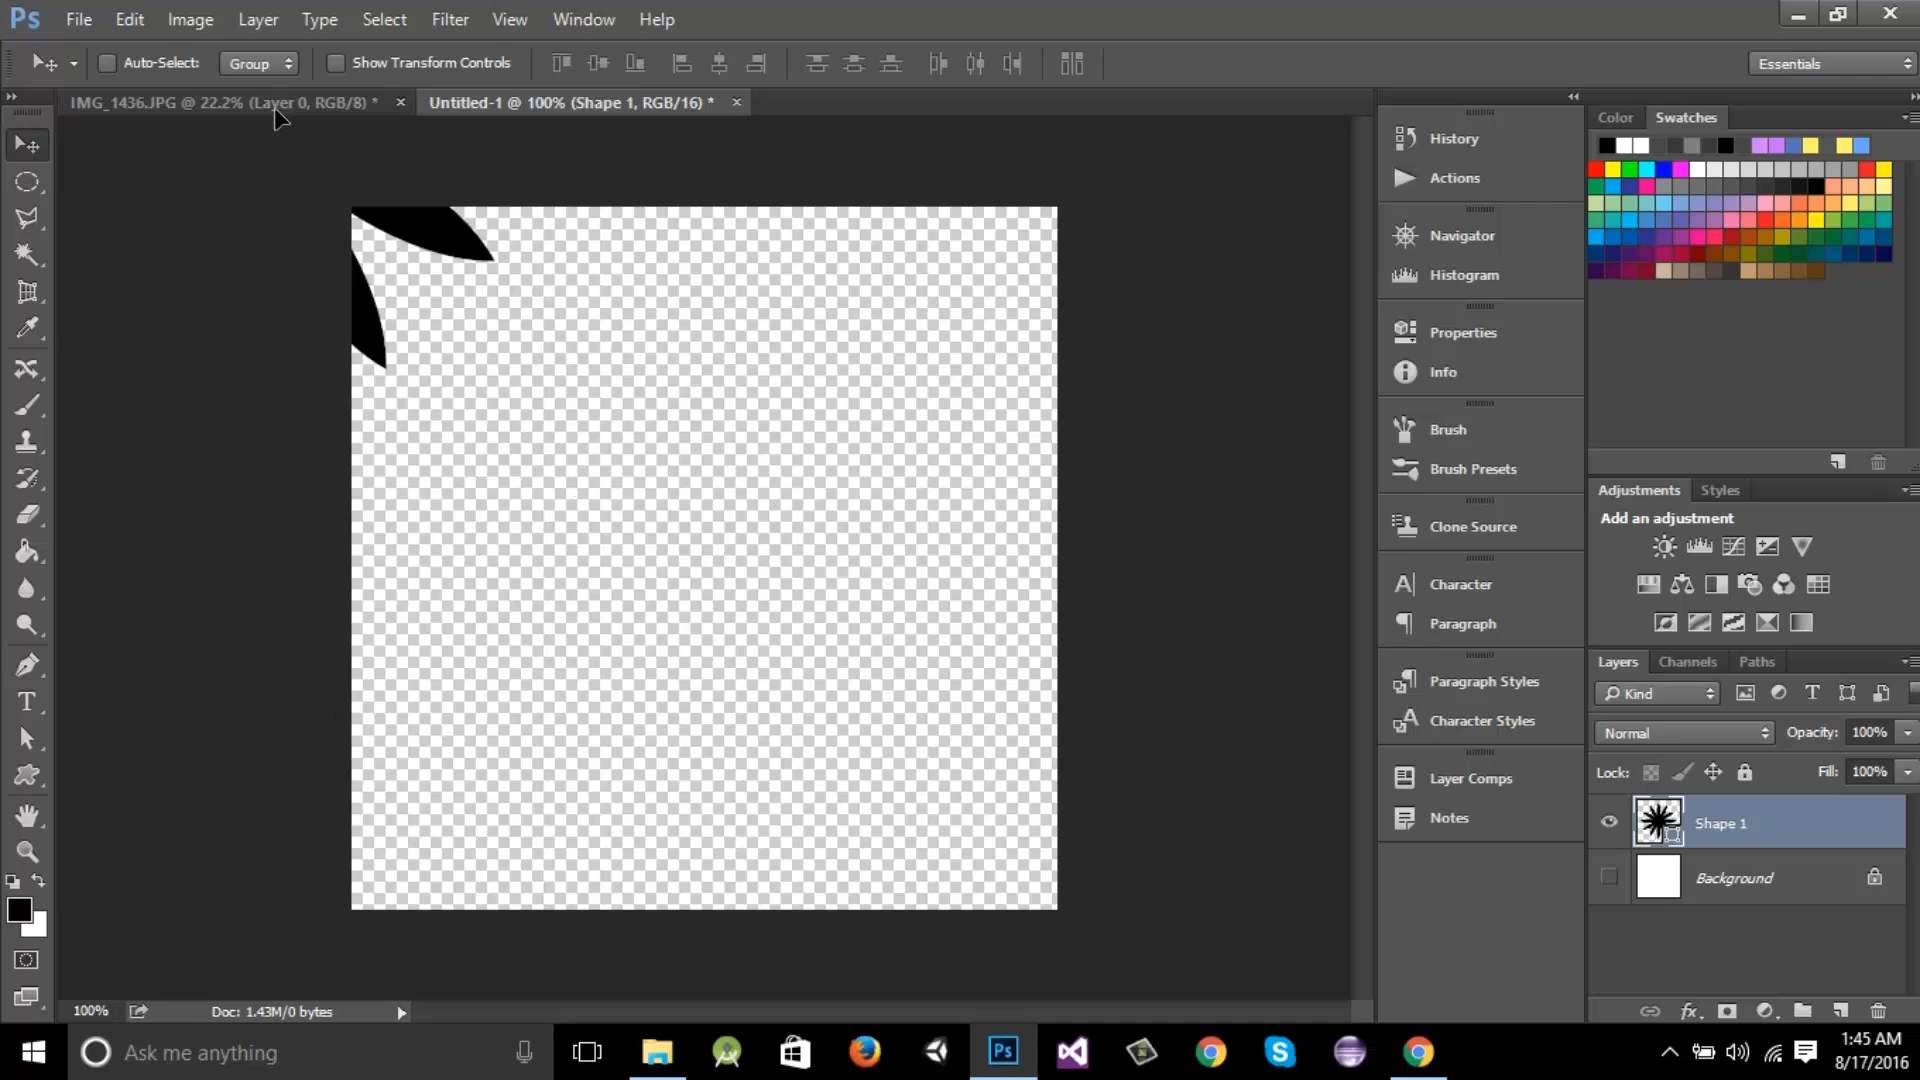 Ps File Edit Image Layer Type Select Filter View Window Help
Auto-Select: Group Show Transform Controls Essentials
IMG_1436.JPG @ 22.2% (Layer 0, RGB/8) * × Untitled-1 @ 100% (Shape 1, RGB/16) * ×
History
Actions
Navigator
Histogram
Properties
Info
Brush
Brush Presets
Clone Source
Character
Paragraph
Paragraph Styles
Character Styles
Layer Comps
Notes
Color Swatches
Adjustments Styles
Add an adjustment
Layers Channels Paths
Kind
Normal Opacity: 100%
Lock: Fill: 100%
Shape 1
Background
100% Doc: 1.43M/0 bytes
Ask me anything
Ps
1:45 AM
8/17/2016